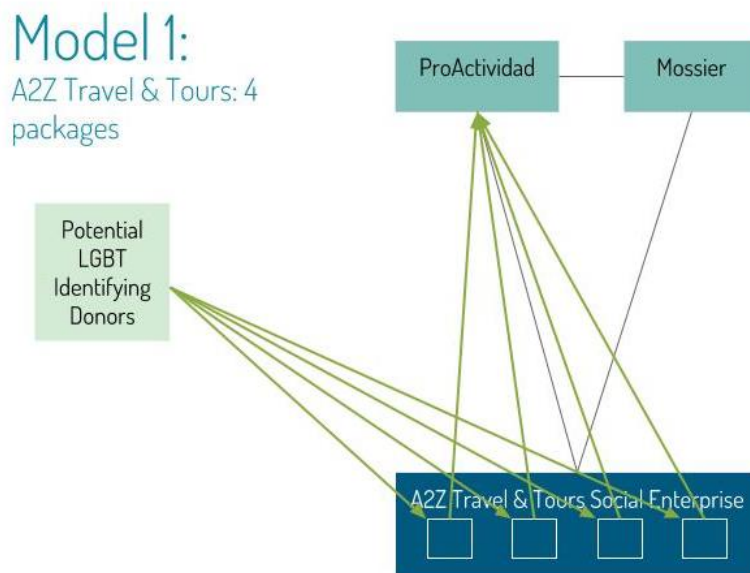 Model 1:
A2Z Travel & Tours: 4
packages
ProActividad
Mossier
Potential
LGBT
Identifying
Donors
A2Z Travel & Tours Social Enterprise